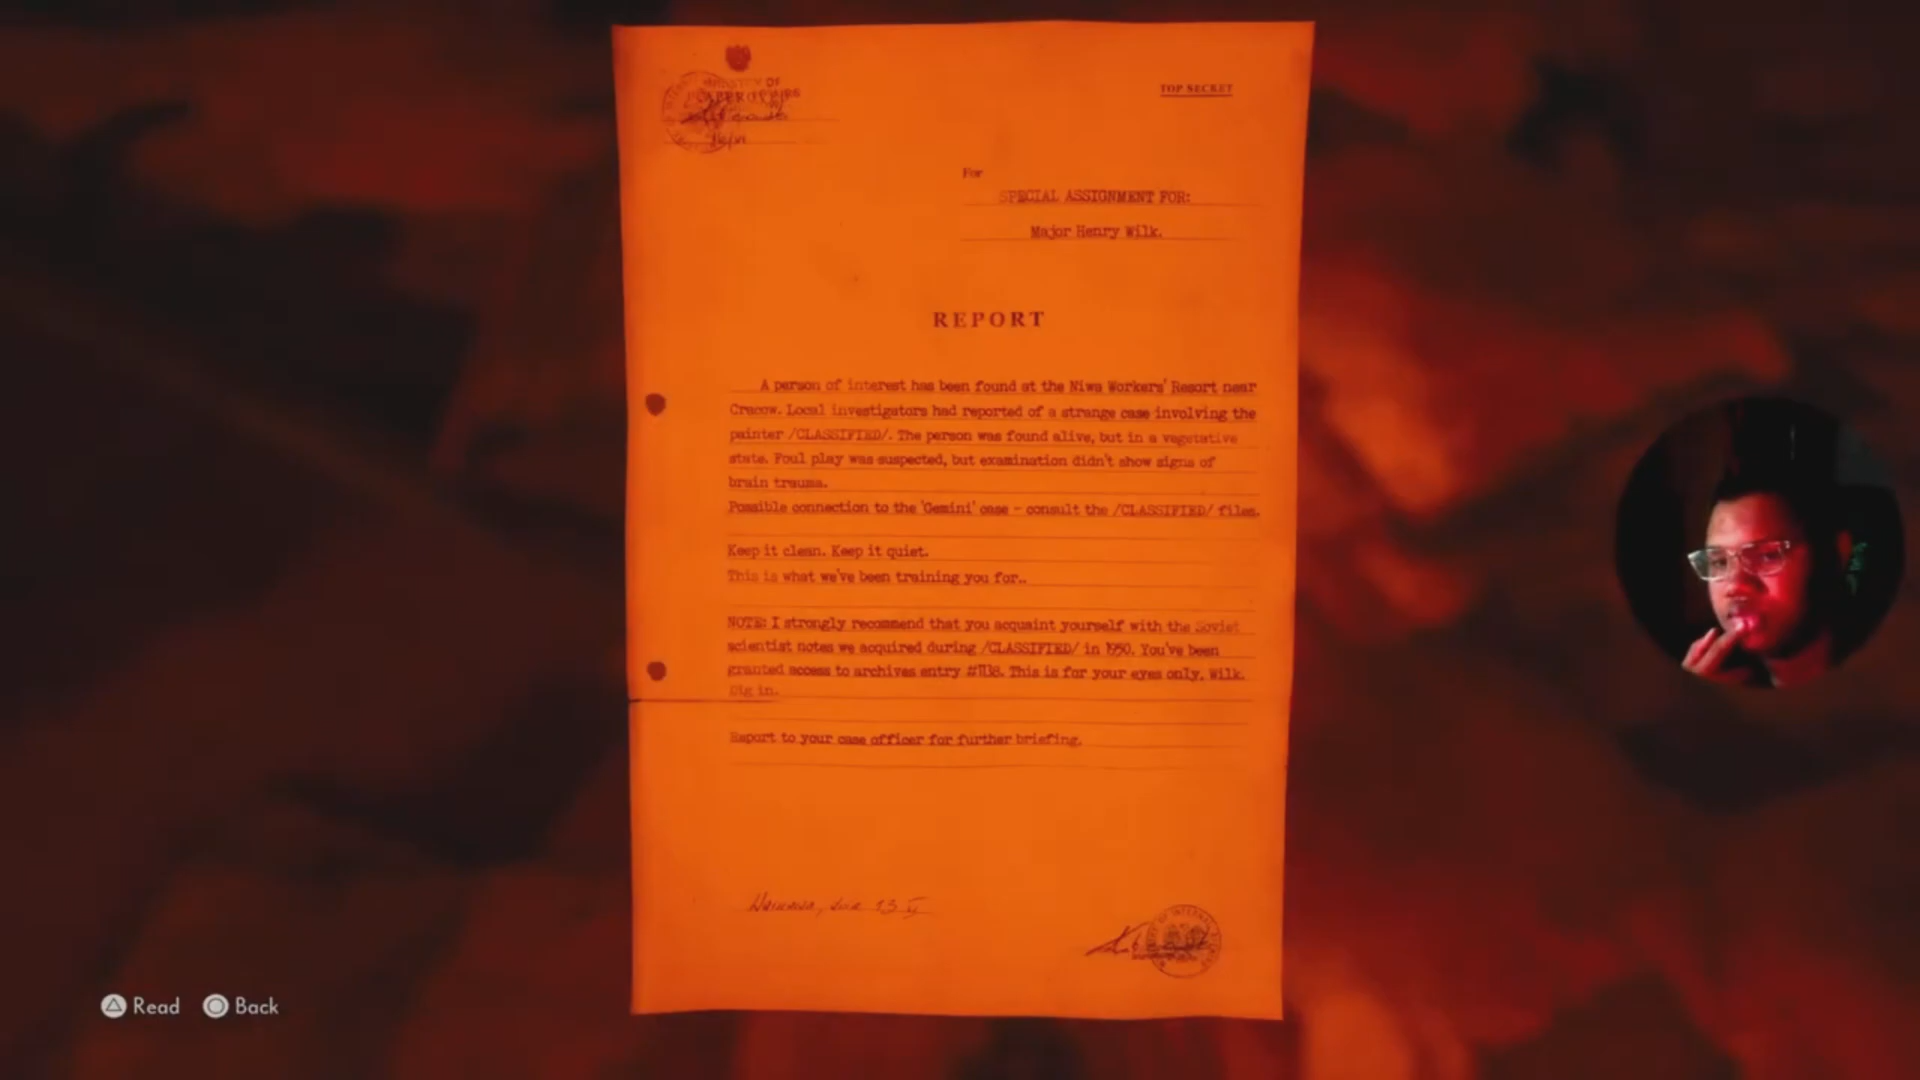 MINISTRY OF
APPROVED
TOP SECRET
For
SPECIAL ASSIGNMENT FOR:
Major Henry Wilk.
REPORT
A person of interest has been found at the Niwa Workers' Resort near
Cracow. Local investigators had reported of a strange case involving the
painter /CLASSIFIED/. The person was found alive, but in a vegetative
state. Foul play was suspected, but examination didn't show signs of
brain trauma.
Possible connection to the 'Gemini' case - consult the /CLASSIFIED/ files.
Keep it clean. Keep it quiet.
This is what we've been training you for..
NOTE: I strongly recommend that you acquaint yourself with the Soviet
scientist notes we acquired during /CLASSIFIED/ in 1950. You've been
granted access to archives entry #1138. This is for your eyes only, Wilk.
Dig in.
Report to your case officer for further briefing.
Read Back